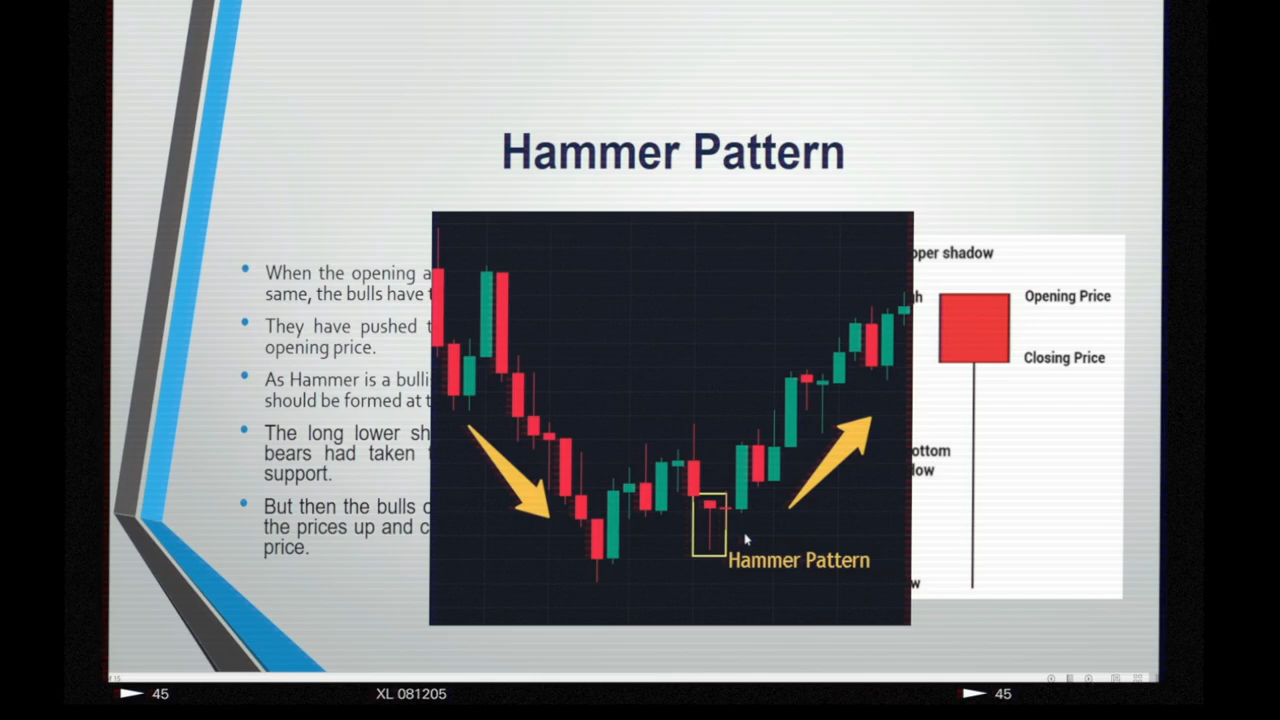 Hammer Pattern
When the opening a
same, the bulls have
They have pushed
opening price.
As Hammer is a bulli
should be formed at
The long lower sh
bears had taken
support.
But then the bulls
the prices up and
price.
Hammer Pattern
pper shadow
Opening Price
Closing Price
ottom
45
XL 081205
45